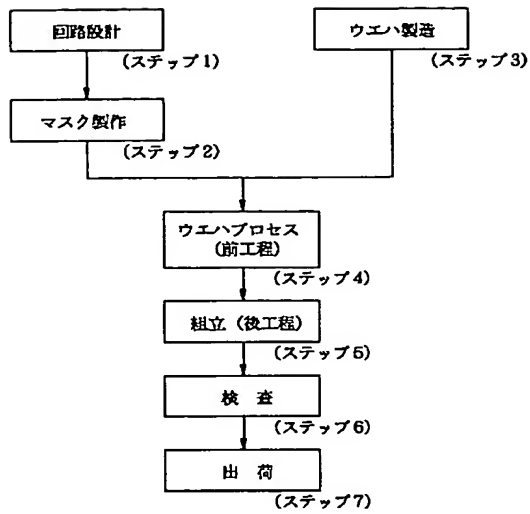 回路設計
(ステップ1)
ウエハ製造
(ステップ3)
マスク製作
(ステップ2)
ウエハプロセス
(前工程)
(ステップ4)
組立(後工程)
(ステップ5)
検 査
(ステップ6)
出 荷
(ステップ7)